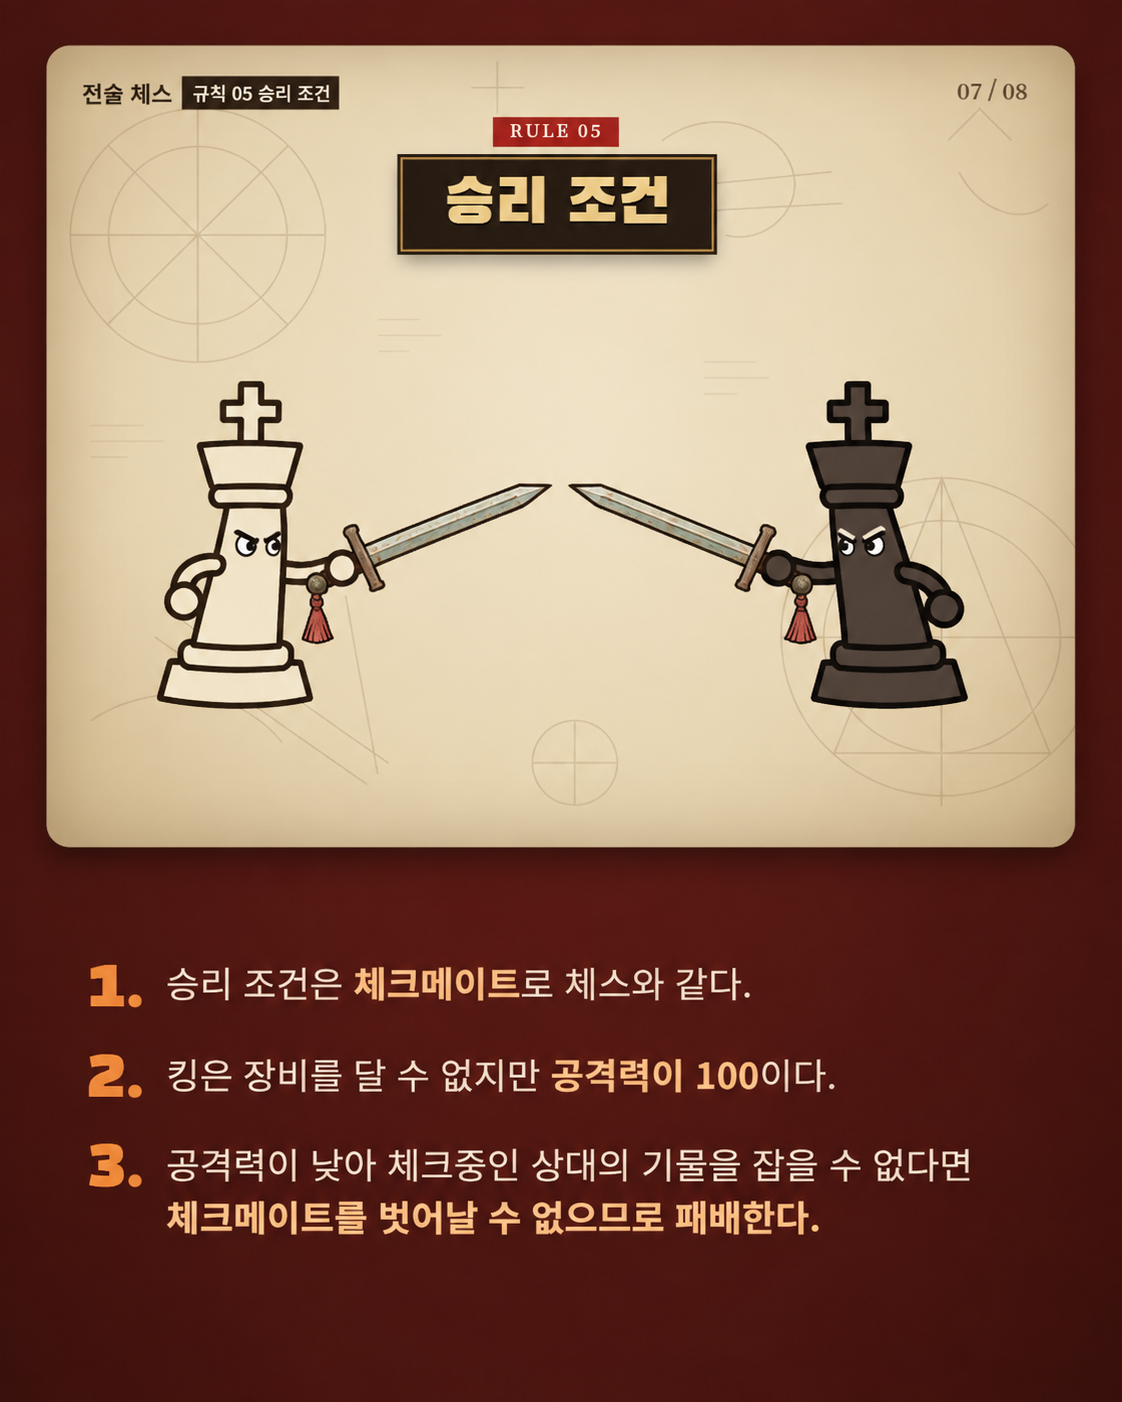 전술 체스 규칙 05 승리 조건
07 / 08
RULE 05
승리 조건
1. 승리 조건은 체크메이트로 체스와 같다.
2. 킹은 장비를 달 수 없지만 공격력이 100이다.
3. 공격력이 낮아 체크중인 상대의 기물을 잡을 수 없다면
체크메이트를 벗어날 수 없으므로 패배한다.